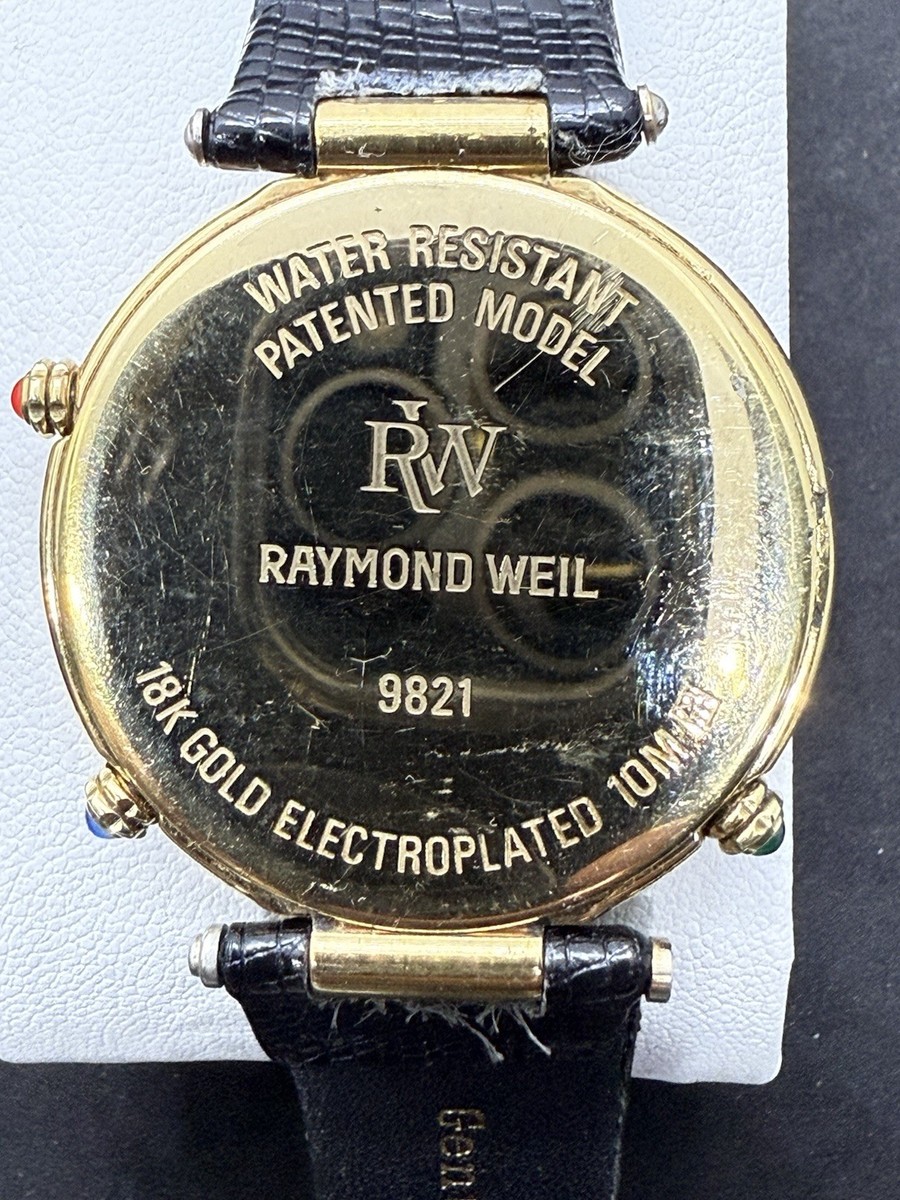 WATER RESISTANT
PATENTED MODEL
RW
RAYMOND WEIL
9821
18K GOLD ELECTROPLATED 10M